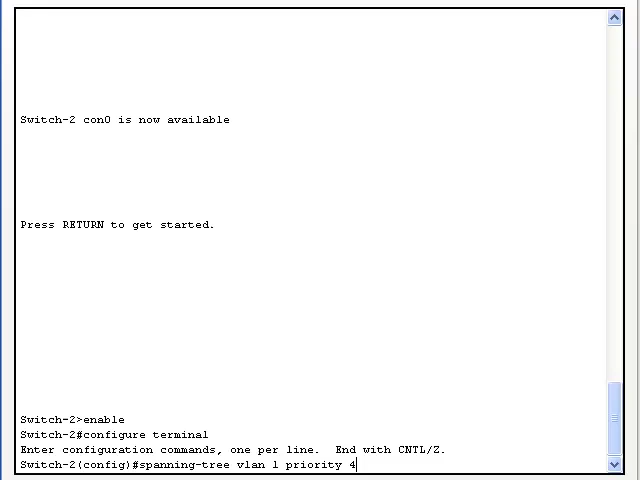 Switch-2 con0 is now available
Press RETURN to get started.
Switch-2>enable
Switch-2#configure terminal
Enter configuration commands, one per line.  End with CNTL/Z.
Switch-2(config)#spanning-tree vlan 1 priority 4